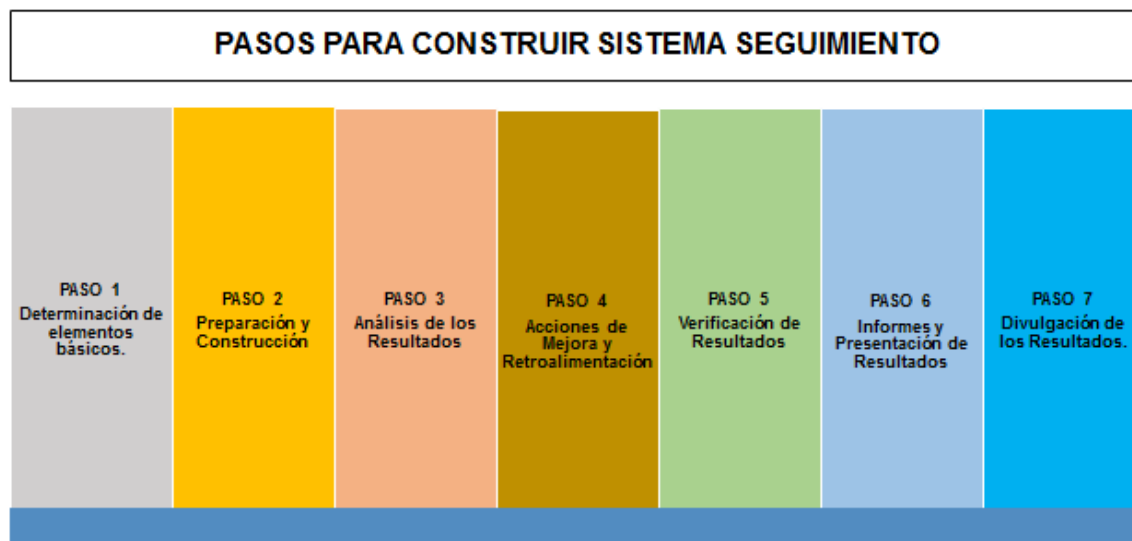 PASOS PARA CONSTRUIR SISTEMA SEGUIMIENTO
PASO 1
Determinación de
elementos
básicos.
PASO 2
Preparación y
Construcción
PASO 3
Análisis de los
Resultados
PASO 4
Acciones de
Mejora y
Retroalimentación
PASO 5
Verificación de
Resultados
PASO 6
Informes y
Presentación de
Resultados
PASO 7
Divulgación de
los Resultados.